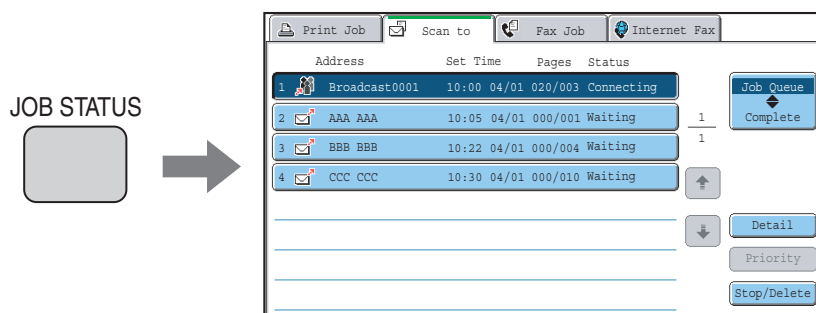 Print Job Scan to Fax Job Internet Fax
Address Set Time Pages Status
1 Broadcast0001 10:00 04/01 020/003 Connecting
Job Queue
Complete
JOB STATUS
2 AAA AAA 10:05 04/01 000/001 Waiting
1
1
3 BBB BBB 10:22 04/01 000/004 Waiting
4 CCC CCC 10:30 04/01 000/010 Waiting
Detail
Priority
Stop/Delete